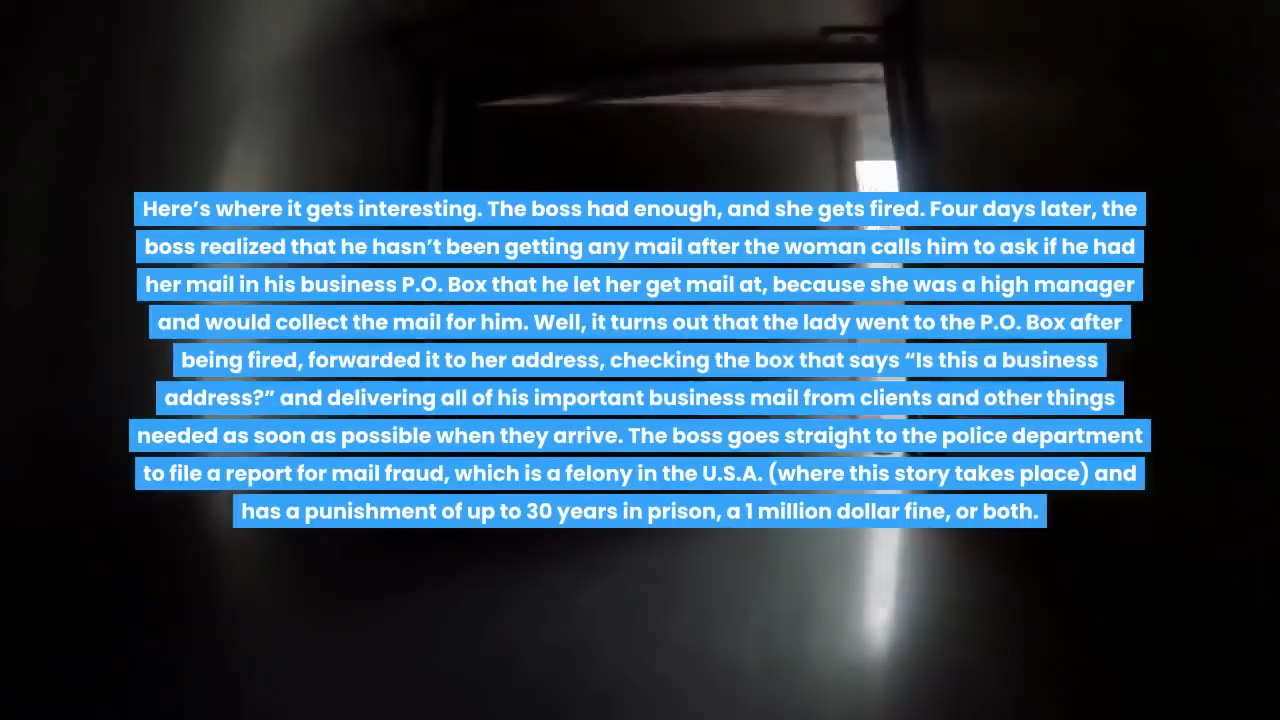 Here’s where it gets interesting. The boss had enough, and she gets fired. Four days later, the
boss realized that he hasn’t been getting any mail after the woman calls him to ask if he had
her mail in his business P.O. Box that he let her get mail at, because she was a high manager
and would collect the mail for him. Well, it turns out that the lady went to the P.O. Box after
being fired, forwarded it to her address, checking the box that says “Is this a business
address?” and delivering all of his important business mail from clients and other things
needed as soon as possible when they arrive. The boss goes straight to the police department
to file a report for mail fraud, which is a felony in the U.S.A. (where this story takes place) and
has a punishment of up to 30 years in prison, a 1 million dollar fine, or both.